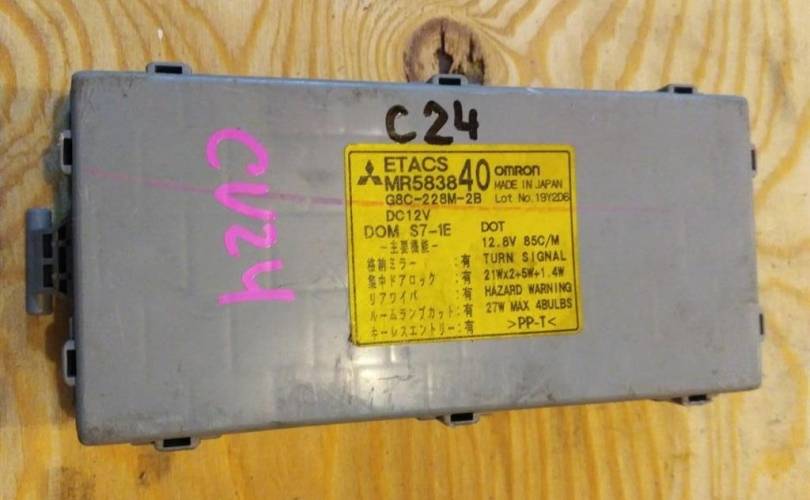 C24
CV24
ETACS
MR583840
omron
MADE IN JAPAN
G8C-228M-2B
Lot No. 19Y2D6
DC12V
DOM S7-1E
DOT
12.8V 85C/M
TURN SIGNAL
21Wx2+5W+1.4W
HAZARD WARNING
27W MAX 4BULBS
>PP-T<
-主要機能-
格納ミラー :有
集中ドアロック :有
リアワイパ :有
ルームランプカット:有
キーレスエントリー:有